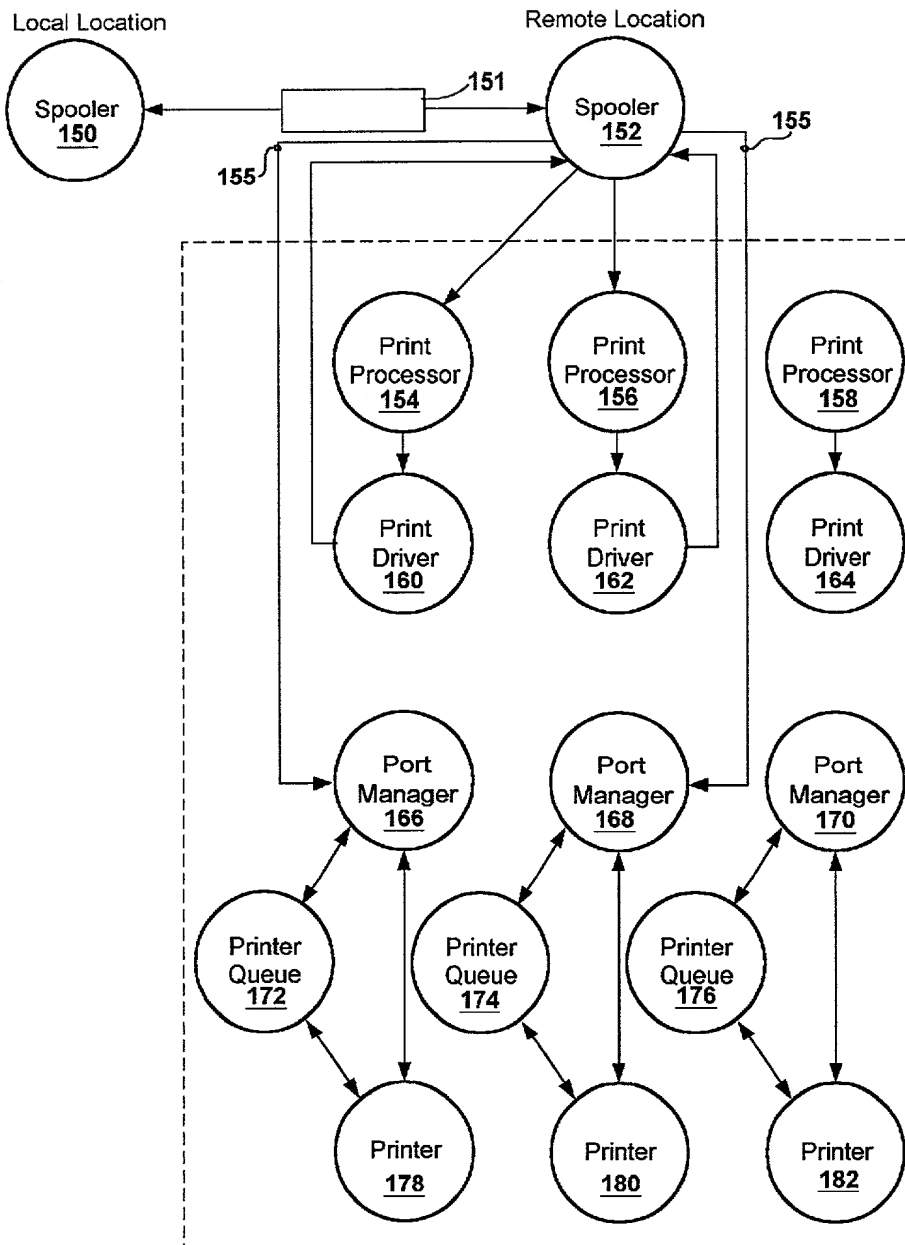 Local Location
Remote Location
Spooler
150
151
Spooler
152
155
155
Print
Processor
154
Print
Processor
156
Print
Processor
158
Print
Driver
160
Print
Driver
162
Print
Driver
164
Port
Manager
166
Port
Manager
168
Port
Manager
170
Printer
Queue
172
Printer
Queue
174
Printer
Queue
176
Printer
178
Printer
180
Printer
182